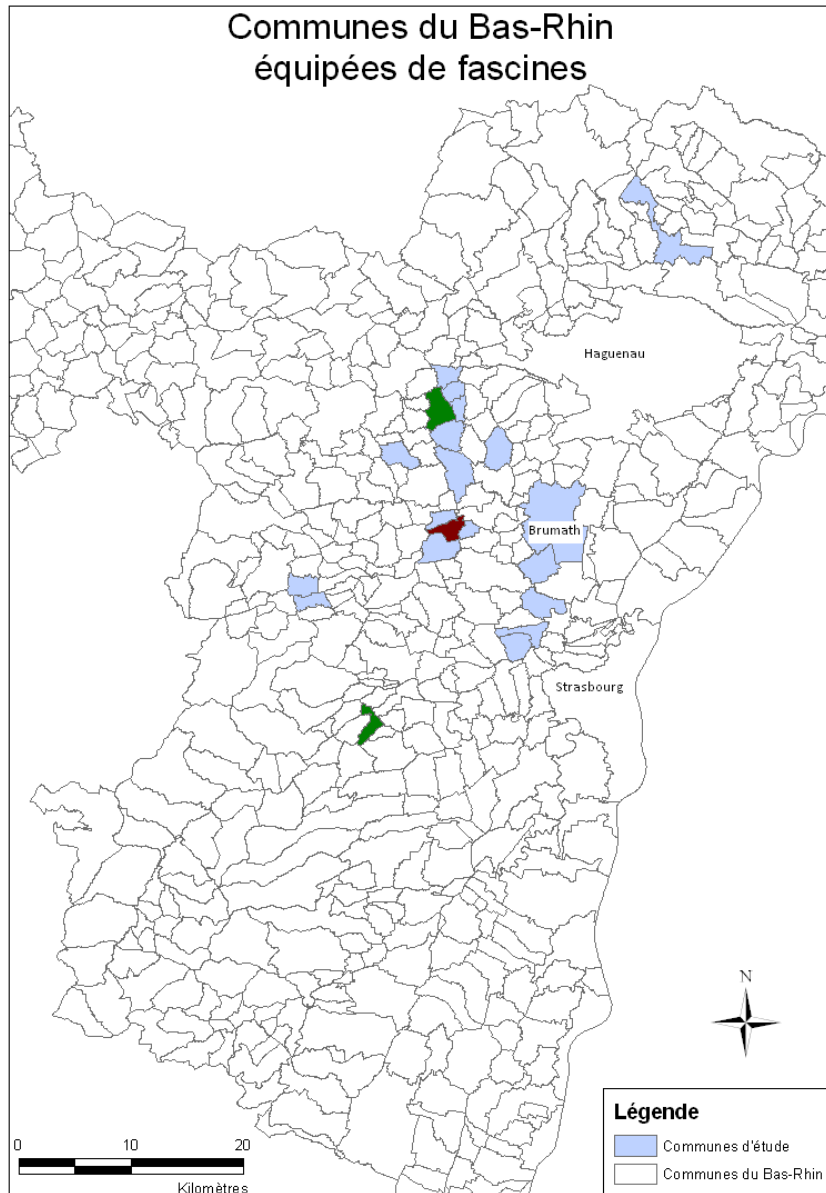 Communes du Bas-Rhin
équipées de fascines
Haguenau
Brumath
Strasbourg
N
Légende
Communes d'étude
Communes du Bas-Rhin
0 10 20
Kilomètres